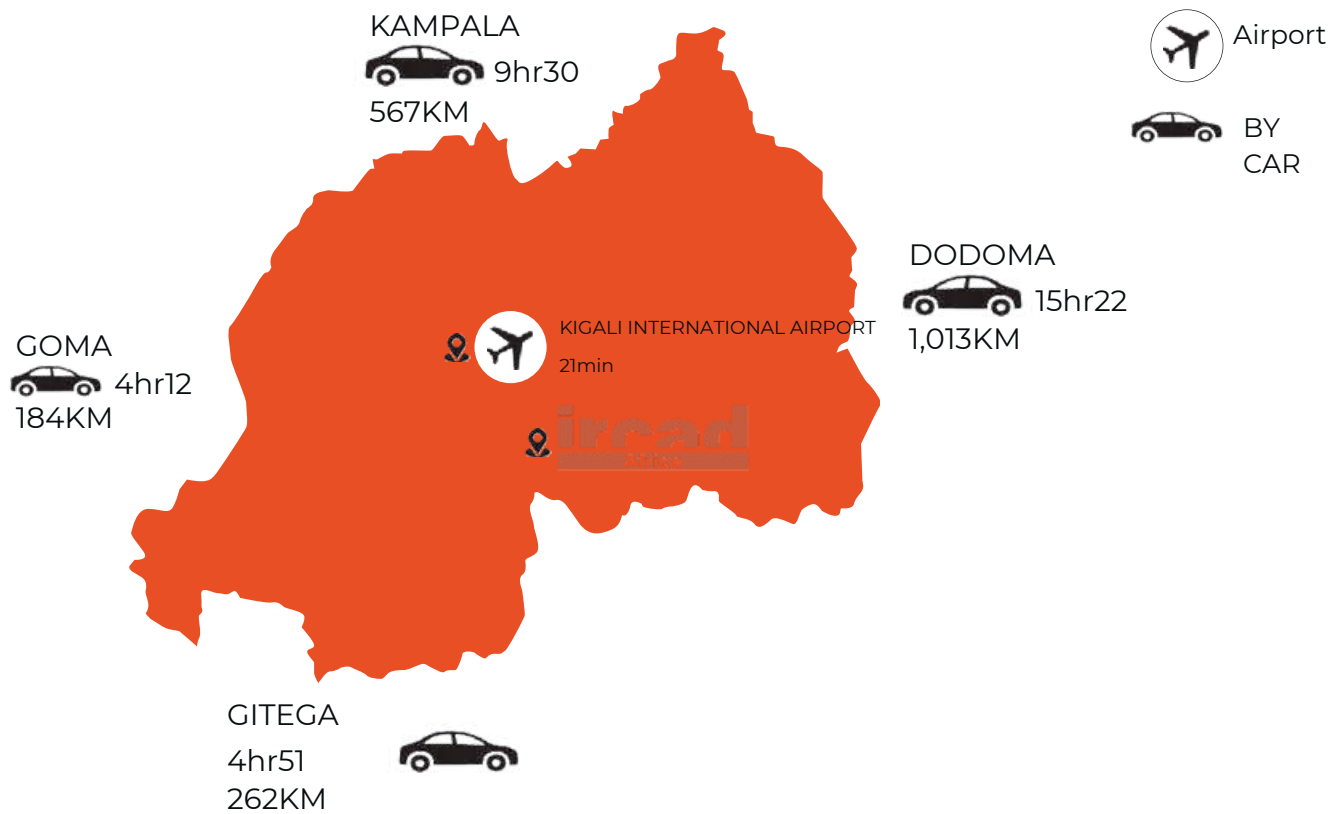 KAMPALA
9hr30
567KM
Airport
BY
CAR
DODOMA
15hr22
1,013KM
GOMA
4hr12
184KM
KIGALI INTERNATIONAL AIRPORT
21min
ircad
AFRICA
GITEGA
4hr51
262KM